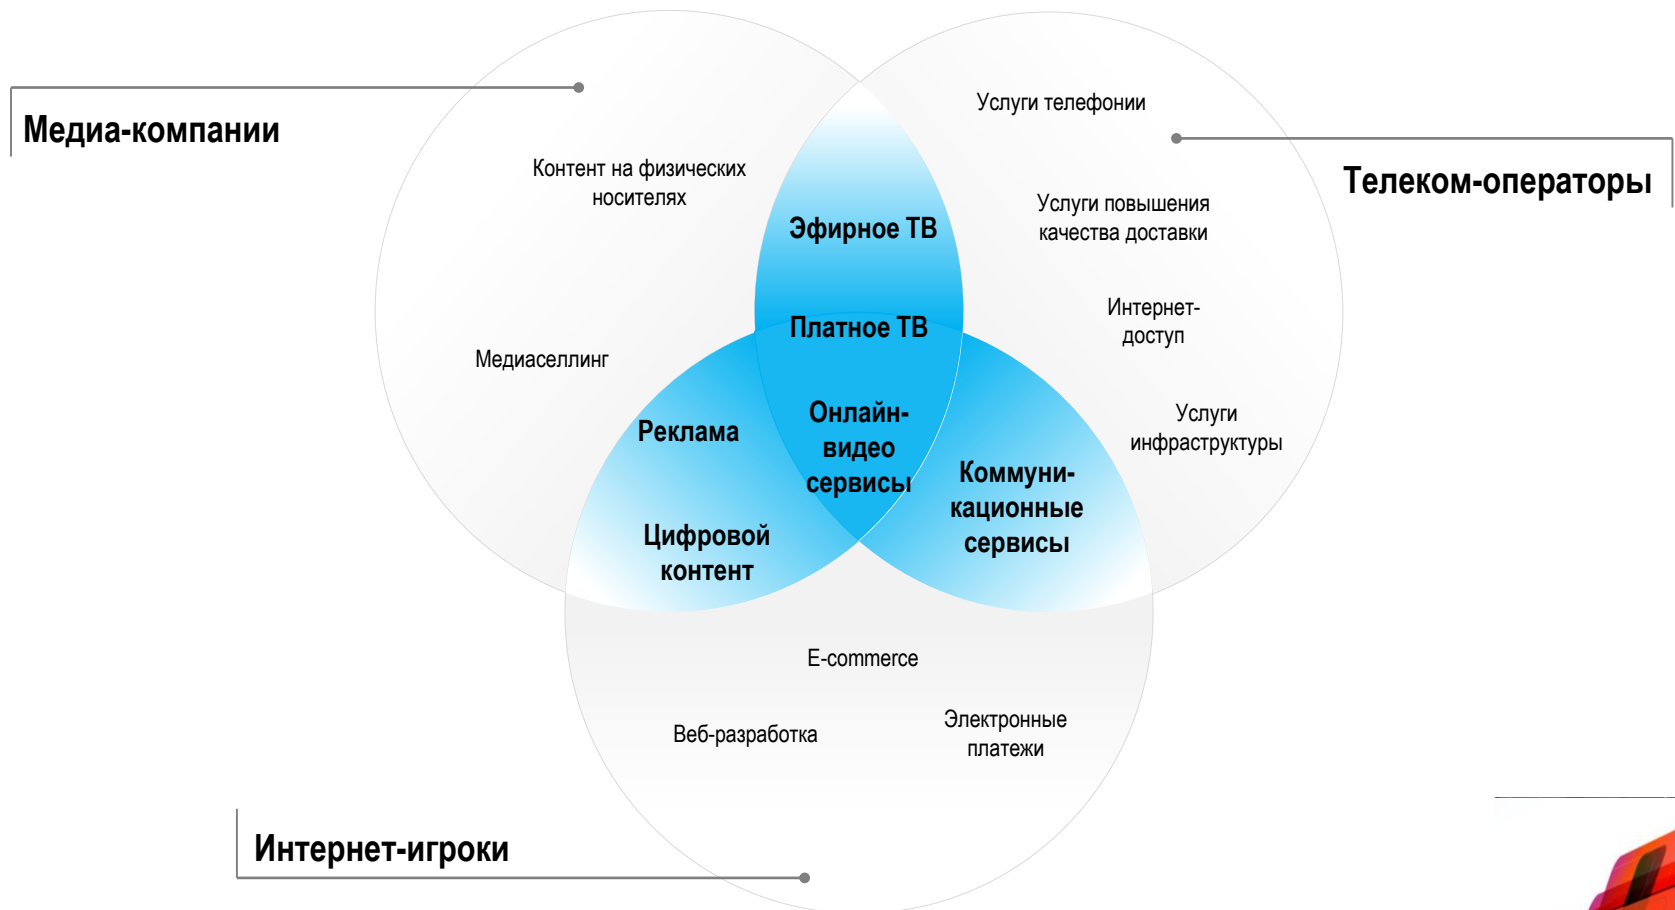 Медиа-компании
Контент на физических
носителях
Медиаселлинг
Эфирное ТВ
Платное ТВ
Онлайн-
видео
сервисы
Услуги телефонии
Телеком-операторы
Услуги повышения
качества доставки
Интернет-
доступ
Услуги
инфраструктуры
Реклама
Цифровой
контент
Коммуни-
кационные
сервисы
E-commerce
Веб-разработка
Электронные
платежи
Интернет-игроки